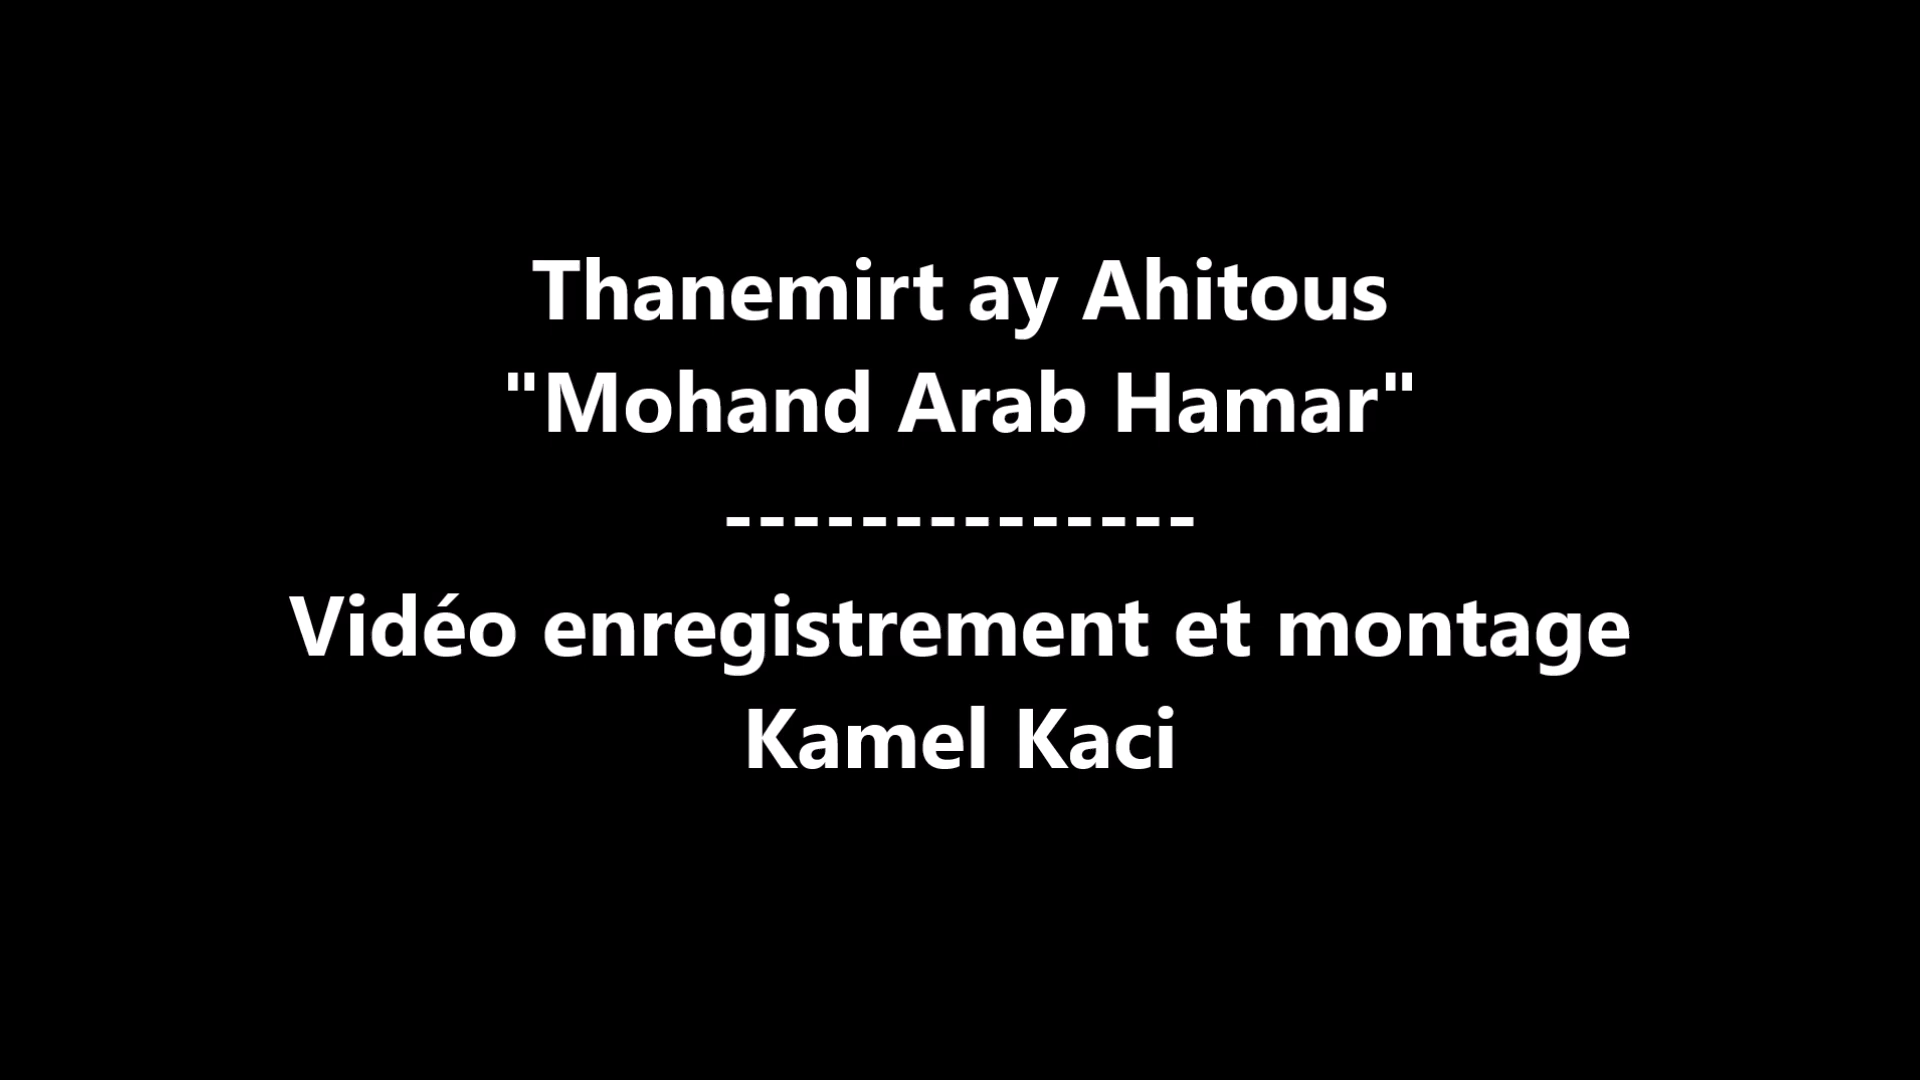 Thanemirt ay Ahitous
"Mohand Arab Hamar"
--------------
Vidéo enregistrement et montage
Kamel Kaci